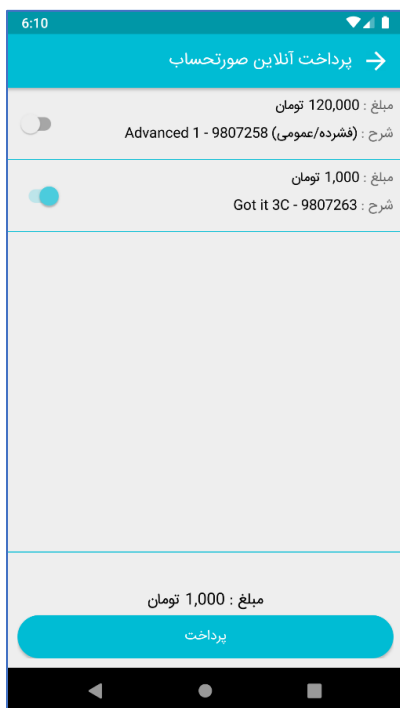 6:10
پرداخت آنلاین صورتحساب
مبلغ : 120,000 تومان
شرح : Advanced 1 - 9807258 (فشرده/عمومی)
مبلغ : 1,000 تومان
شرح : Got it 3C - 9807263
مبلغ : 1,000 تومان
پرداخت